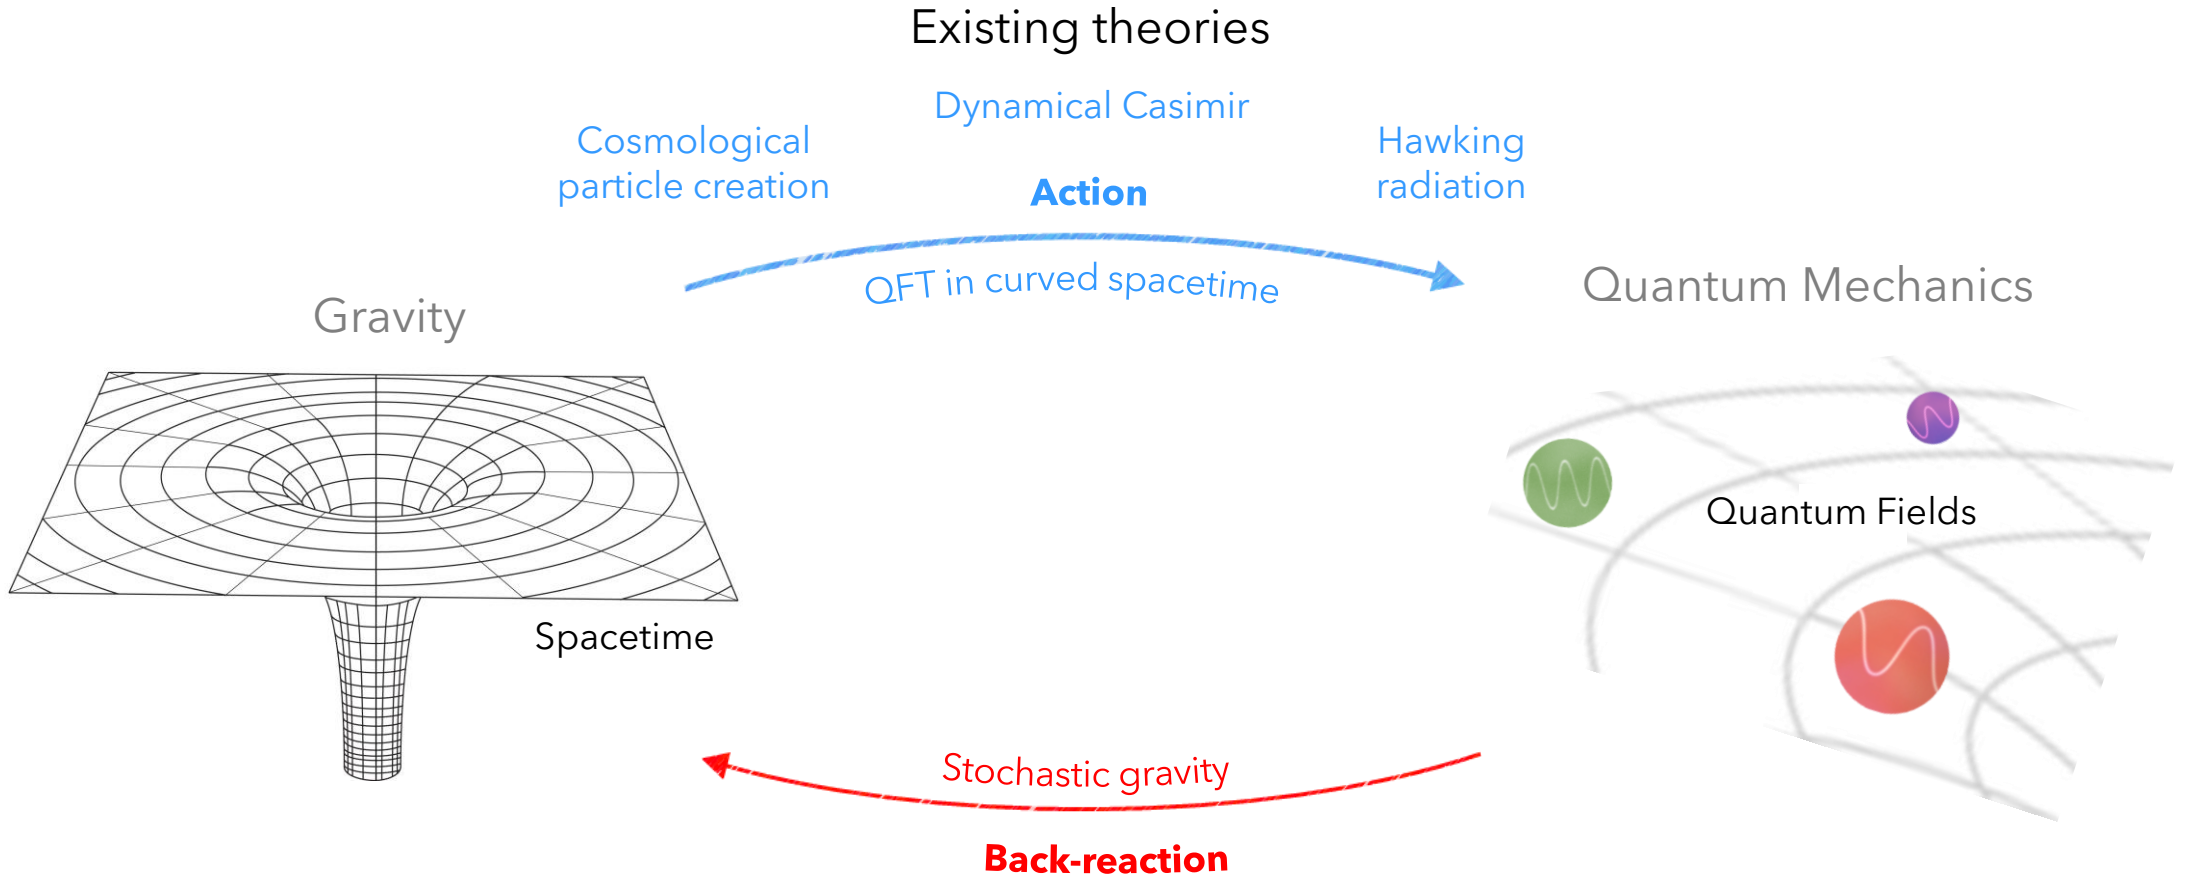 Existing theories
Dynamical Casimir
Cosmological
particle creation
Hawking
radiation
Action
QFT in curved spacetime
Gravity
Quantum Mechanics
Quantum Fields
Spacetime
Stochastic gravity
Back-reaction